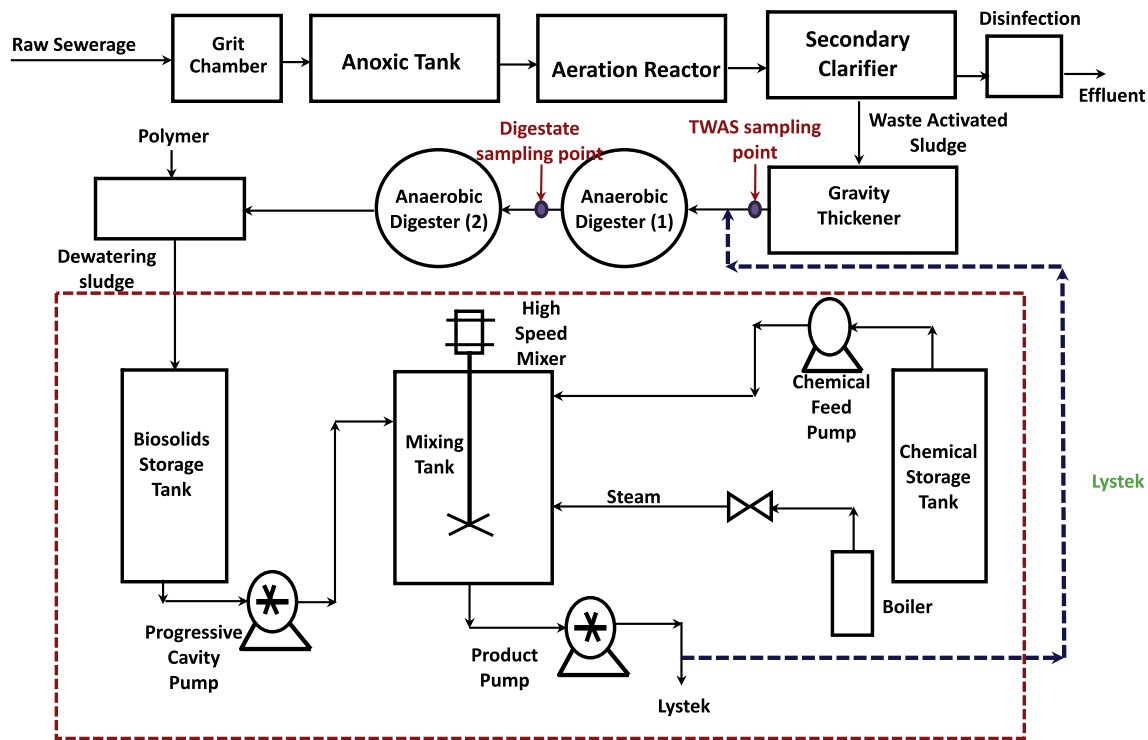 Raw Sewerage
Grit
Chamber
Anoxic Tank
Aeration Reactor
Secondary
Clarifier
Disinfection
Effluent
Waste Activated
Sludge
Polymer
Digestate
sampling point
TWAS sampling
point
Anaerobic
Digester (2)
Anaerobic
Digester (1)
Gravity
Thickener
Dewatering
sludge
High
Speed
Mixer
Chemical
Feed
Pump
Biosolids
Storage
Tank
Mixing
Tank
Chemical
Storage
Tank
Lystek
Steam
Boiler
Progressive
Cavity
Pump
Product
Pump
Lystek